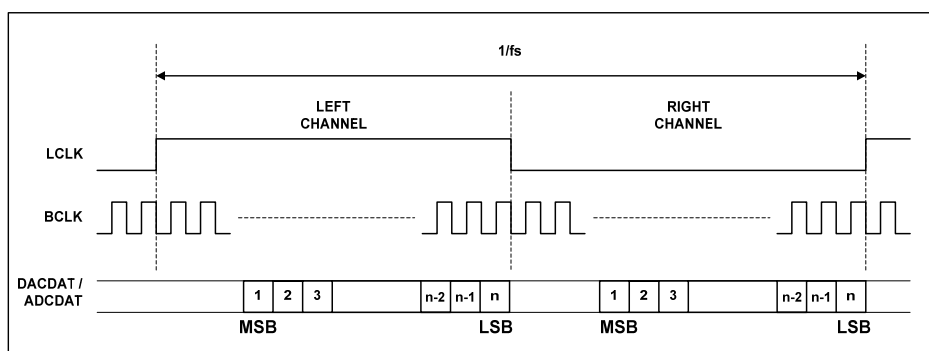 1/fs
LEFT
CHANNEL
RIGHT
CHANNEL
LCLK
BCLK
DACDAT /
ADCDAT
1 2 3 n-2 n-1 n 1 2 3 n-2 n-1 n
MSB LSB MSB LSB